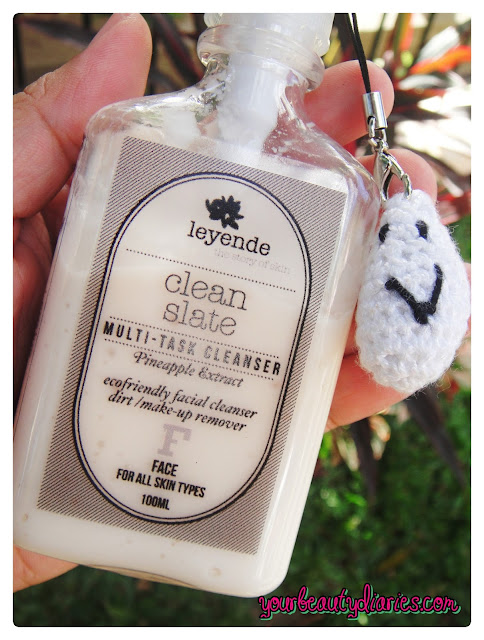 leyende
the story of skin
clean
slate
MULTI-TASK CLEANSER
Pineapple Extract
ecofriendly facial cleanser
dirt /make-up remover
F
FACE
FOR ALL SKIN TYPES
100ML
yourbeautydiaries.com